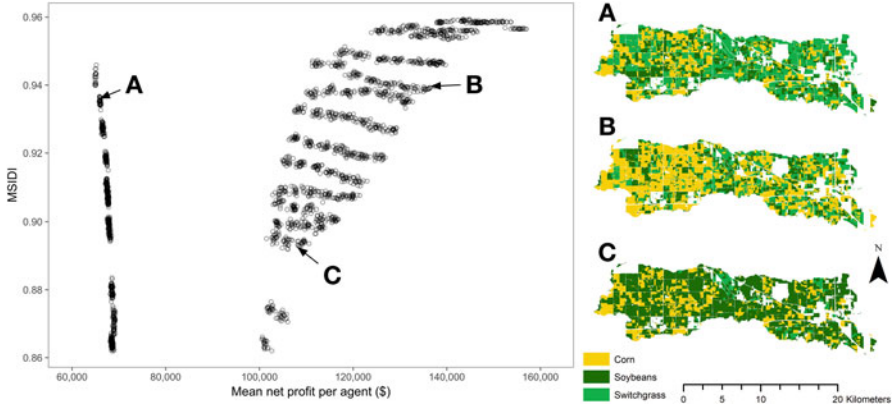 0.96
0.94
0.92
0.90
0.88
0.86
MSIDI
60,000 80,000 100,000 120,000 140,000 160,000
Mean net profit per agent ($)
A
B
C
A
B
C
N
Corn
Soybeans
Switchgrass
0 5 10 20 Kilometers